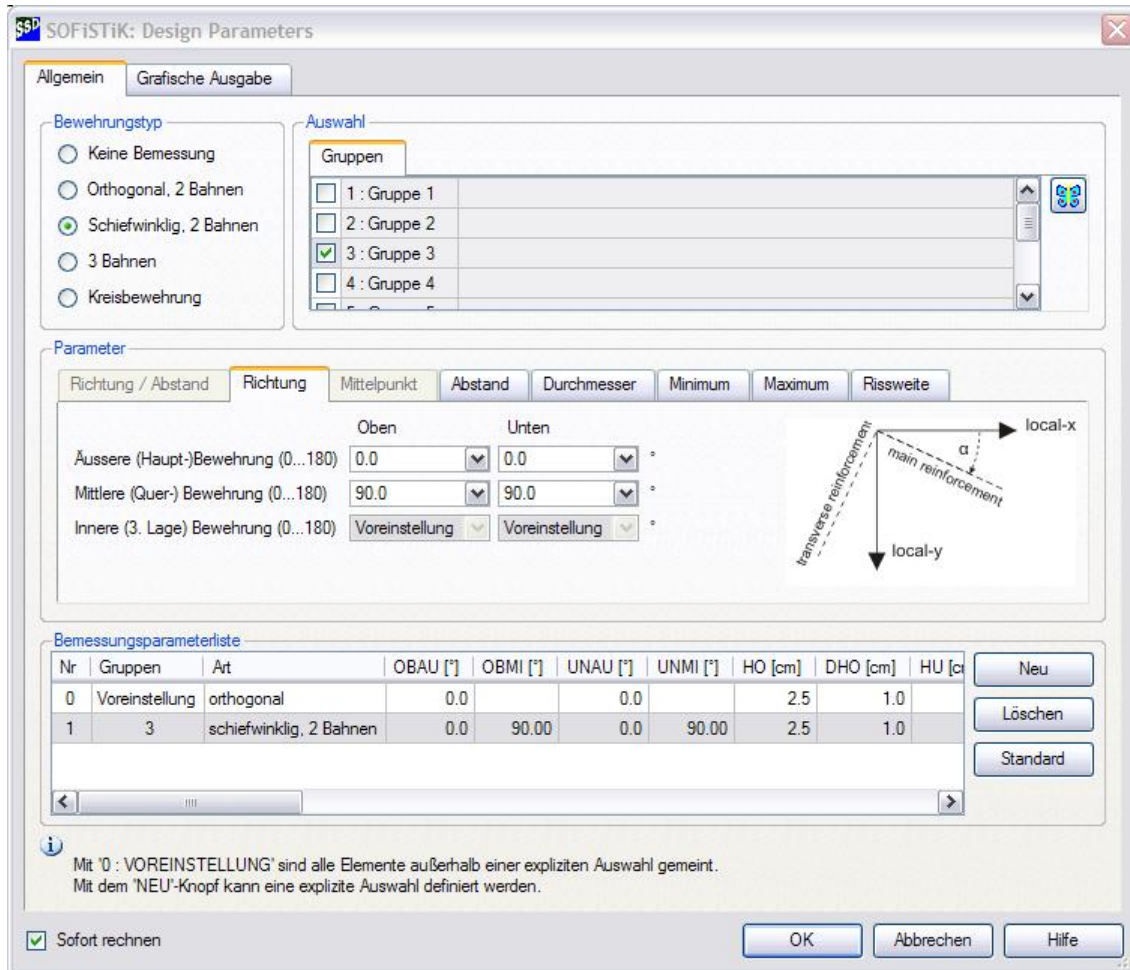 SSD SOFiSTiK: Design Parameters
Allgemein Grafische Ausgabe
Bewehrungstyp
Keine Bemessung
Orthogonal, 2 Bahnen
Schiefwinklig, 2 Bahnen
3 Bahnen
Kreisbewehrung
Auswahl
Gruppen
1 : Gruppe 1
2 : Gruppe 2
3 : Gruppe 3
4 : Gruppe 4
Parameter
Richtung / Abstand Richtung Mittelpunkt Abstand Durchmesser Minimum Maximum Rissweite
Oben Unten
Äussere (Haupt-)Bewehrung (0...180) 0.0 0.0 °
Mittlere (Quer-) Bewehrung (0...180) 90.0 90.0 °
Innere (3. Lage) Bewehrung (0...180) Voreinstellung Voreinstellung °
local-x
α
main reinforcement
transverse reinforcement
local-y
Bemessungsparameterliste
Nr Gruppen Art OBAU [°] OBMI [°] UNAU [°] UNMI [°] HO [cm] DHO [cm] HU [c
0 Voreinstellung orthogonal 0.0 0.0 2.5 1.0
1 3 schiefwinklig, 2 Bahnen 0.0 90.00 0.0 90.00 2.5 1.0
Neu
Löschen
Standard
Mit "0 : VOREINSTELLUNG" sind alle Elemente außerhalb einer expliziten Auswahl gemeint.
Mit dem "NEU"-Knopf kann eine explizite Auswahl definiert werden.
Sofort rechnen
OK Abbrechen Hilfe